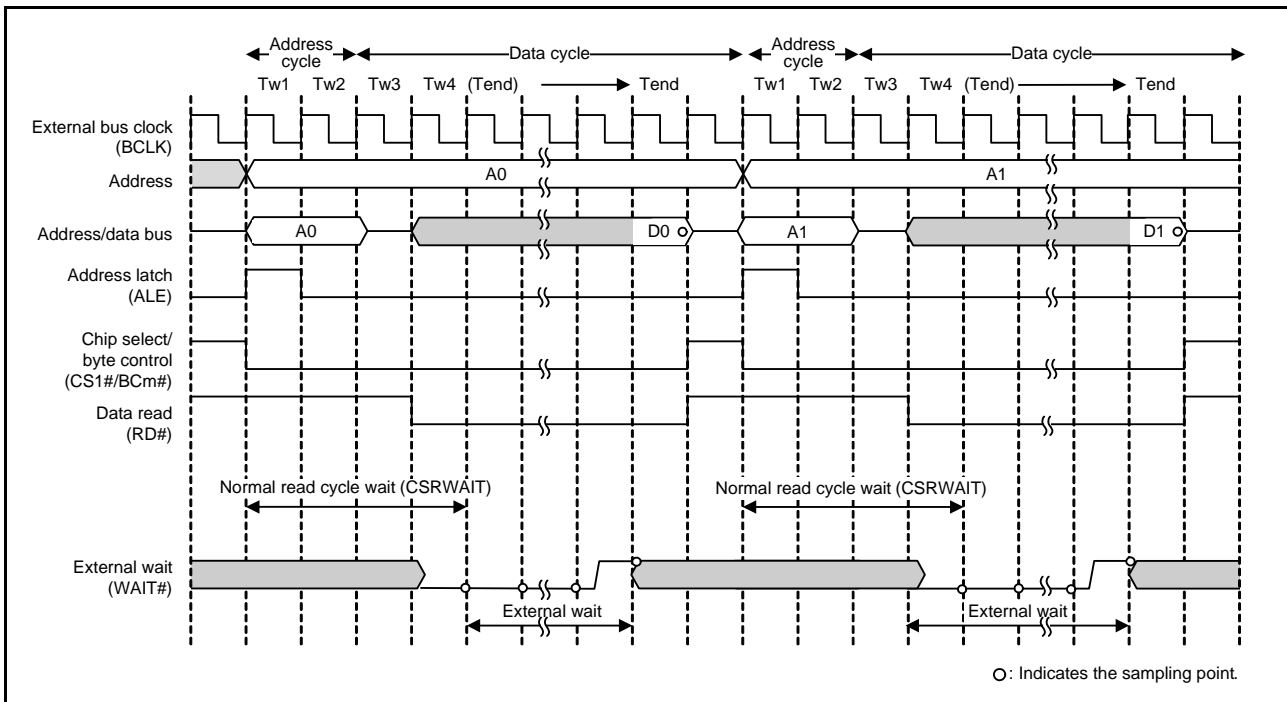 Address
cycle
Data cycle
Address
cycle
Data cycle
Tw1 Tw2 Tw3 Tw4 (Tend) Tend Tw1 Tw2 Tw3 Tw4 (Tend) Tend
External bus clock
(BCLK)
Address
A0
A1
Address/data bus
A0
D0
A1
D1
Address latch
(ALE)
Chip select/
byte control
(CS1#/BCm#)
Data read
(RD#)
Normal read cycle wait (CSRWAIT)
Normal read cycle wait (CSRWAIT)
External wait
(WAIT#)
External wait
External wait
: Indicates the sampling point.